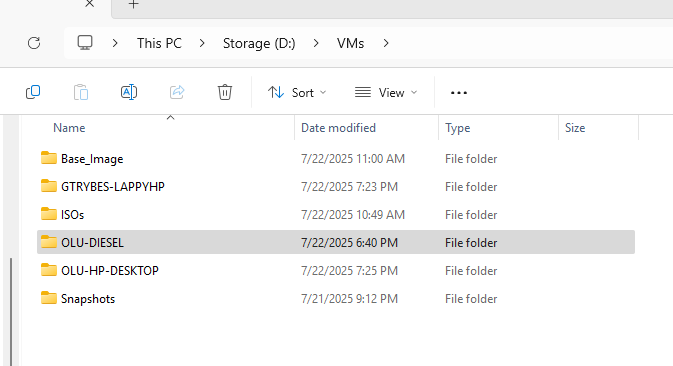 This PC > Storage (D:) > VMs >
Sort View ...
Name Date modified Type Size
Base_Image 7/22/2025 11:00 AM File folder
GTRYBES-LAPPYHP 7/22/2025 7:23 PM File folder
ISOs 7/22/2025 10:49 AM File folder
OLU-DIESEL 7/22/2025 6:40 PM File folder
OLU-HP-DESKTOP 7/22/2025 7:25 PM File folder
Snapshots 7/21/2025 9:12 PM File folder